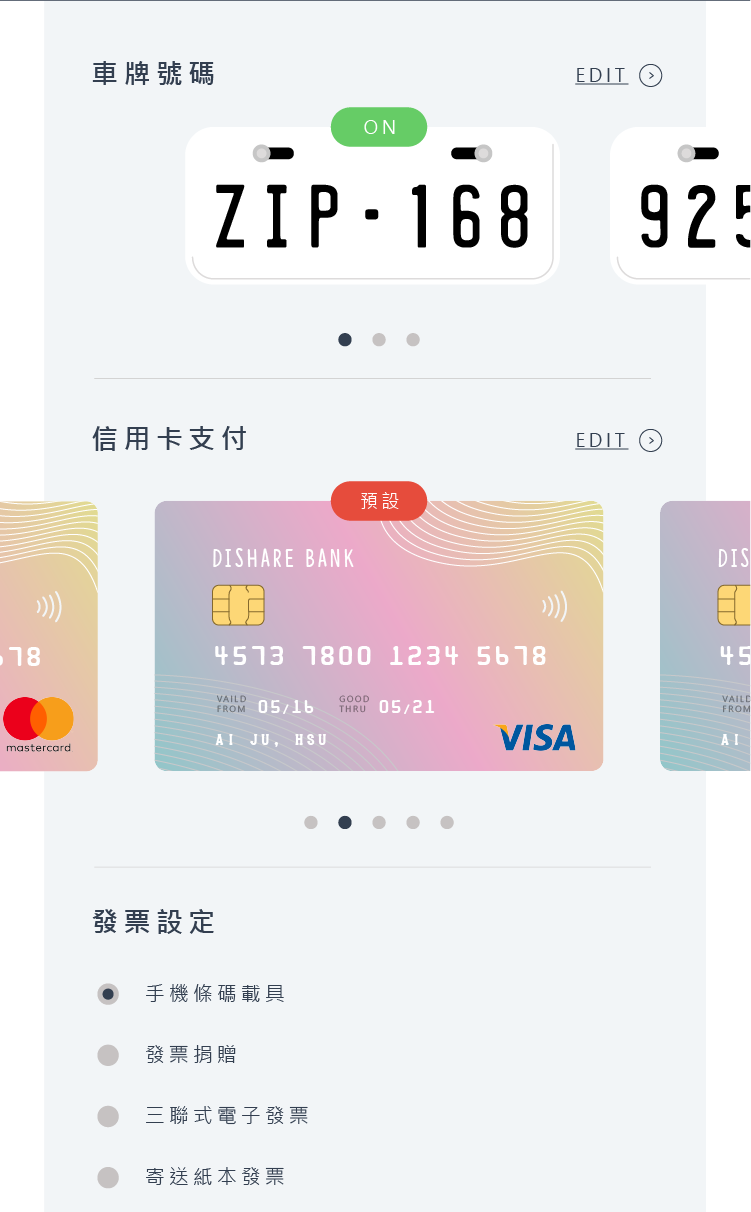 車牌號碼
EDIT
ON
ZIP-168
925
信用卡支付
EDIT
預設
DISHARE BANK
DIS
4573 7800 1234 5678
678
45
VAILD FROM 05/16 GOOD THRU 05/21
VAILD FROM
AI JU, HSU
AI
VISA
mastercard
發票設定
手機條碼載具
發票捐贈
三聯式電子發票
寄送紙本發票